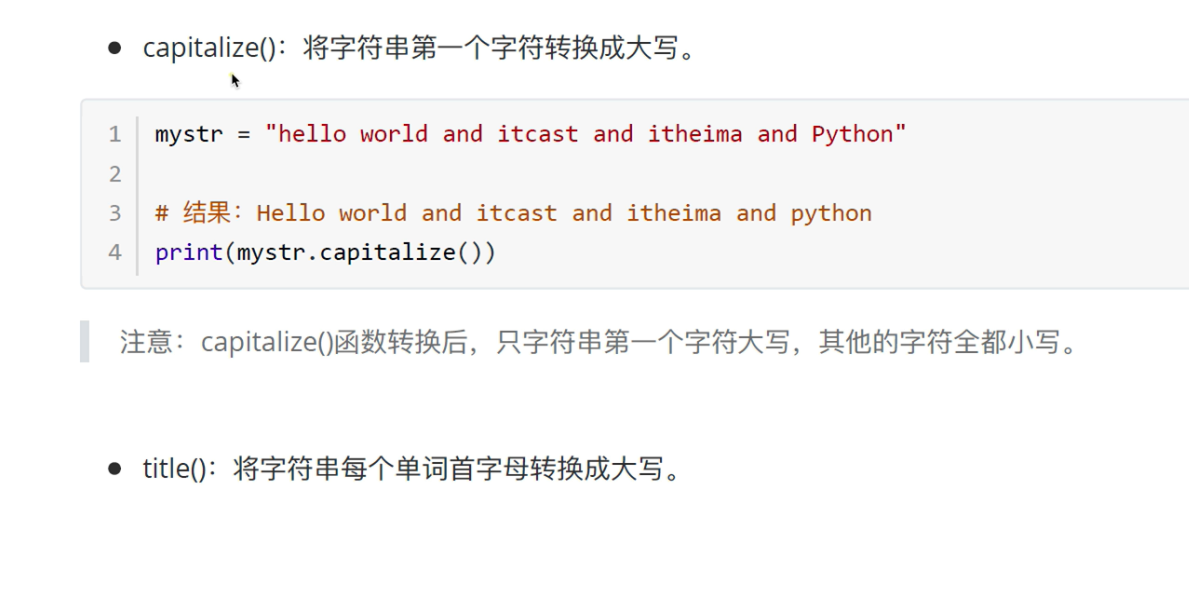 capitalize()：将字符串第一个字符转换成大写。
1 mystr = "hello world and itcast and itheima and Python"
2
3 # 结果：Hello world and itcast and itheima and python
4 print(mystr.capitalize())
注意：capitalize()函数转换后，只字符串第一个字符大写，其他的字符全都小写。
title()：将字符串每个单词首字母转换成大写。